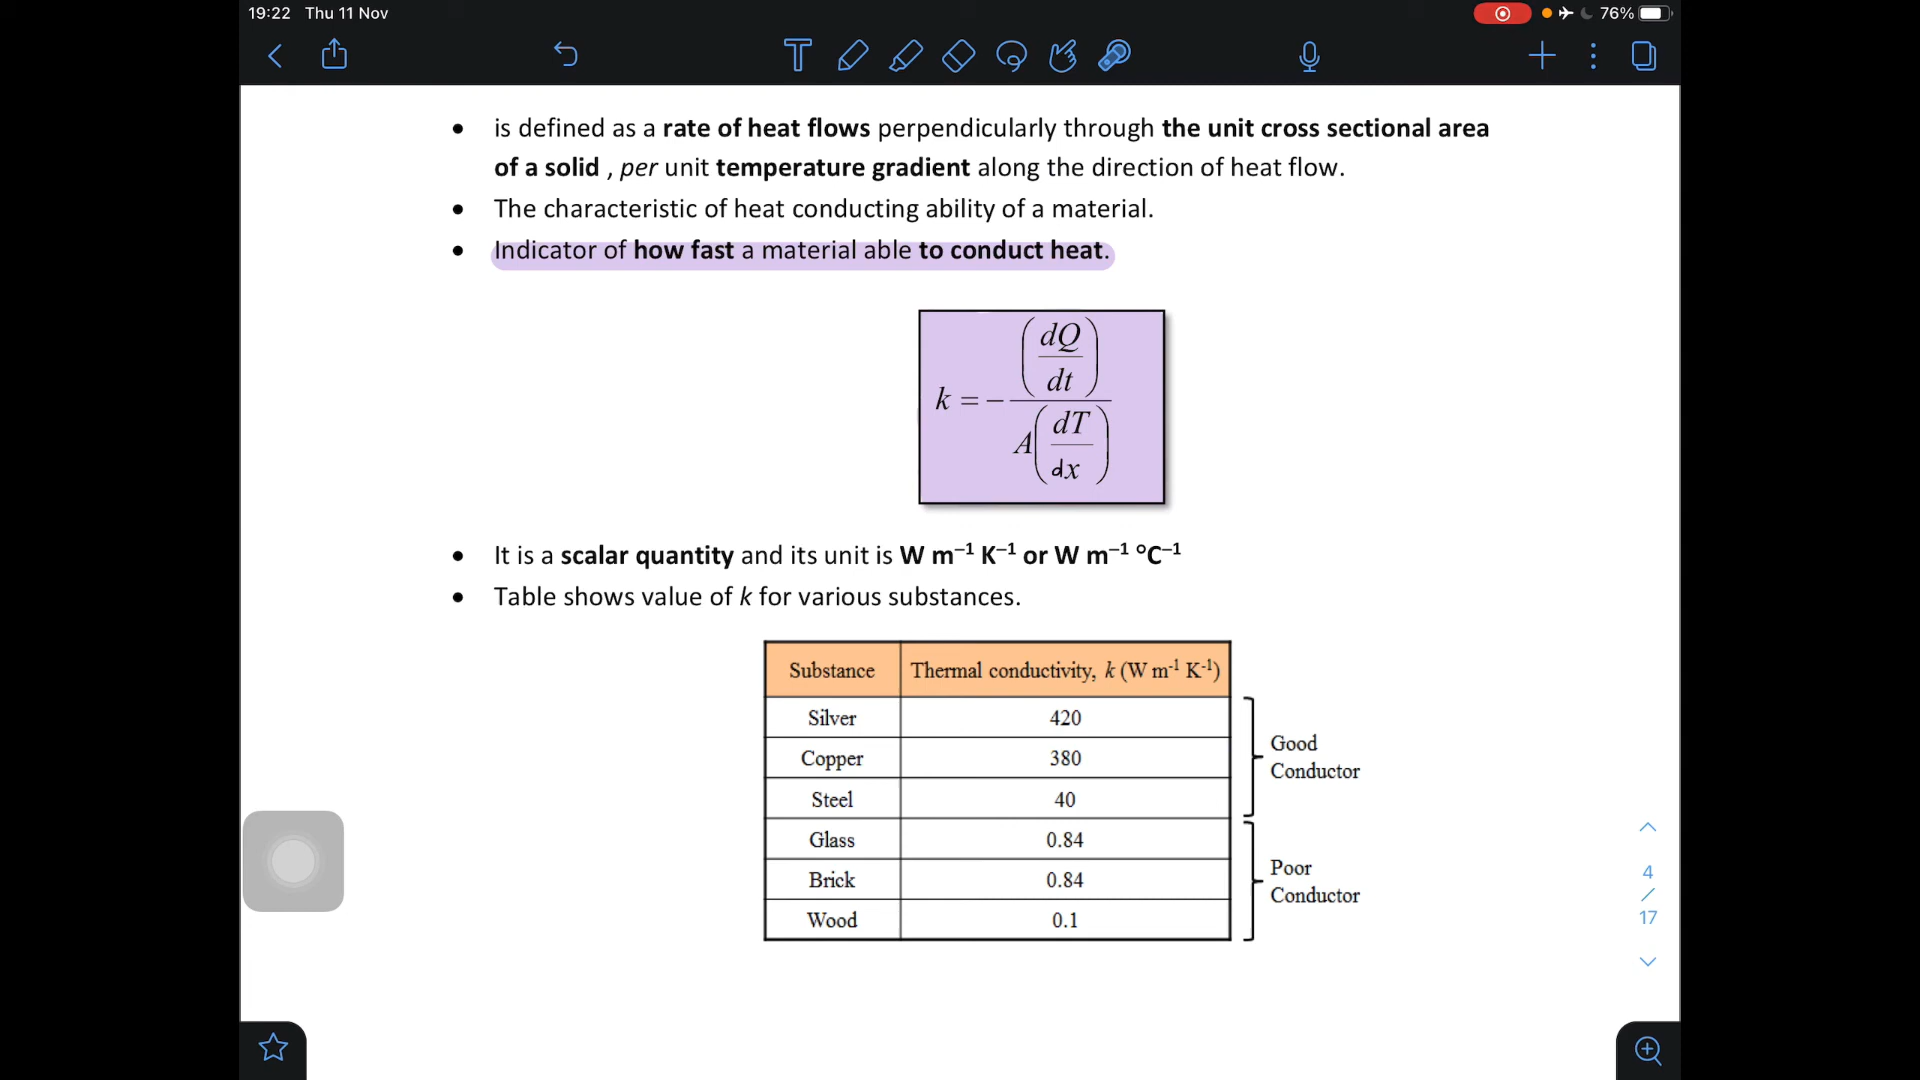 19:22 Thu 11 Nov
76%
• is defined as a rate of heat flows perpendicularly through the unit cross sectional area
of a solid , per unit temperature gradient along the direction of heat flow.
• The characteristic of heat conducting ability of a material.
• Indicator of how fast a material able to conduct heat.
k = − (dQ/dt) / A(dT/dx)
• It is a scalar quantity and its unit is W m⁻¹ K⁻¹ or W m⁻¹ °C⁻¹
• Table shows value of k for various substances.
Substance Thermal conductivity, k (W m⁻¹ K⁻¹)
Silver 420
Copper 380
Steel 40
Good
Conductor
Glass 0.84
Brick 0.84
Wood 0.1
Poor
Conductor
4
/
17